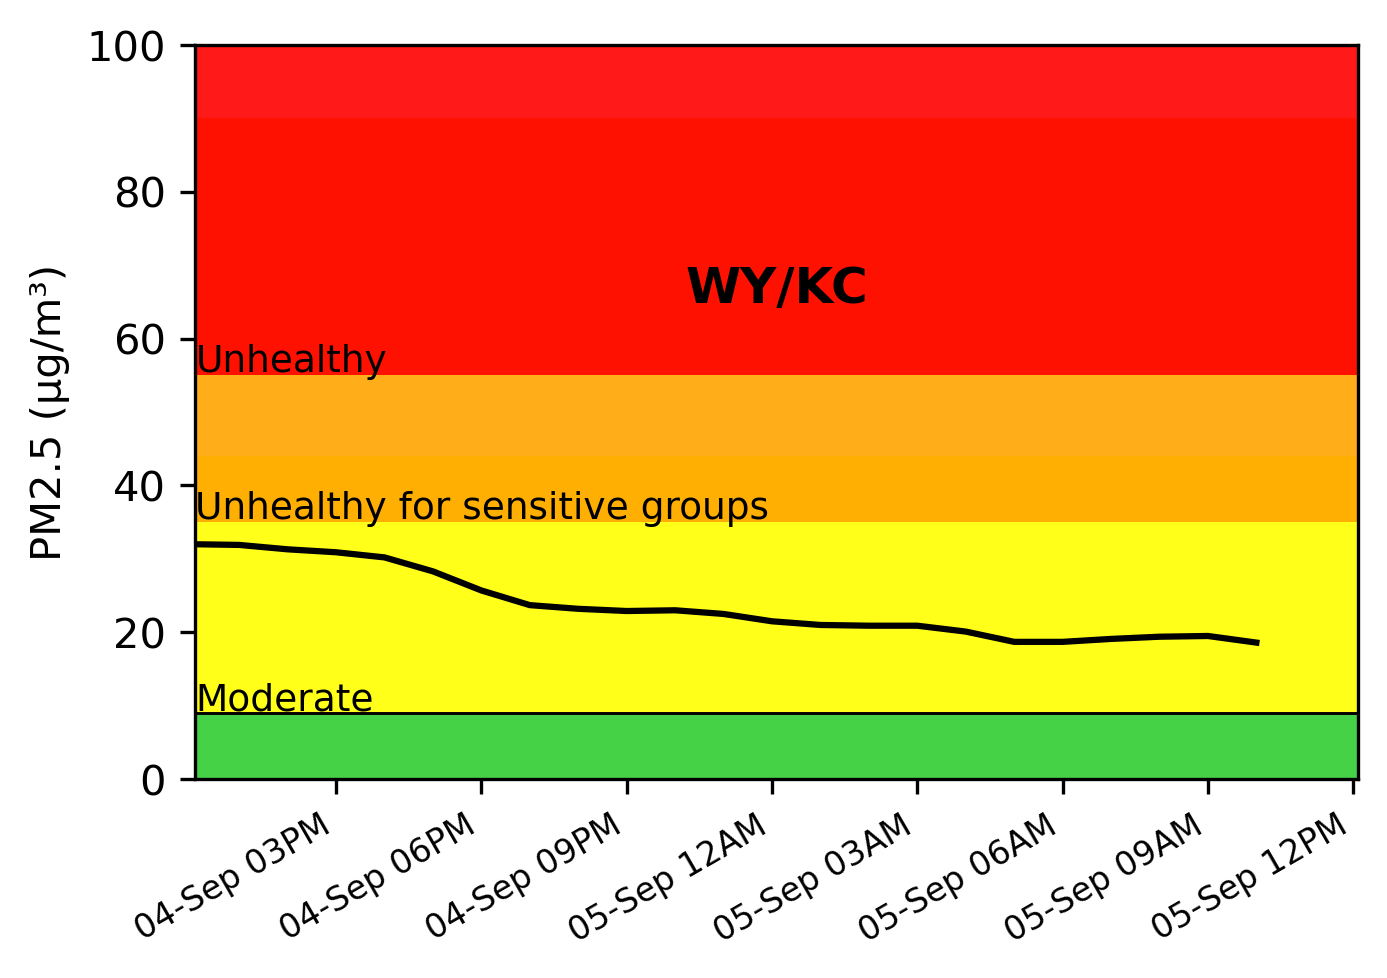 100
80
60
40
20
0
PM2.5 (µg/m³)
WY/KC
Unhealthy
Unhealthy for sensitive groups
Moderate
04-Sep 03PM
04-Sep 06PM
04-Sep 09PM
05-Sep 12AM
05-Sep 03AM
05-Sep 06AM
05-Sep 09AM
05-Sep 12PM